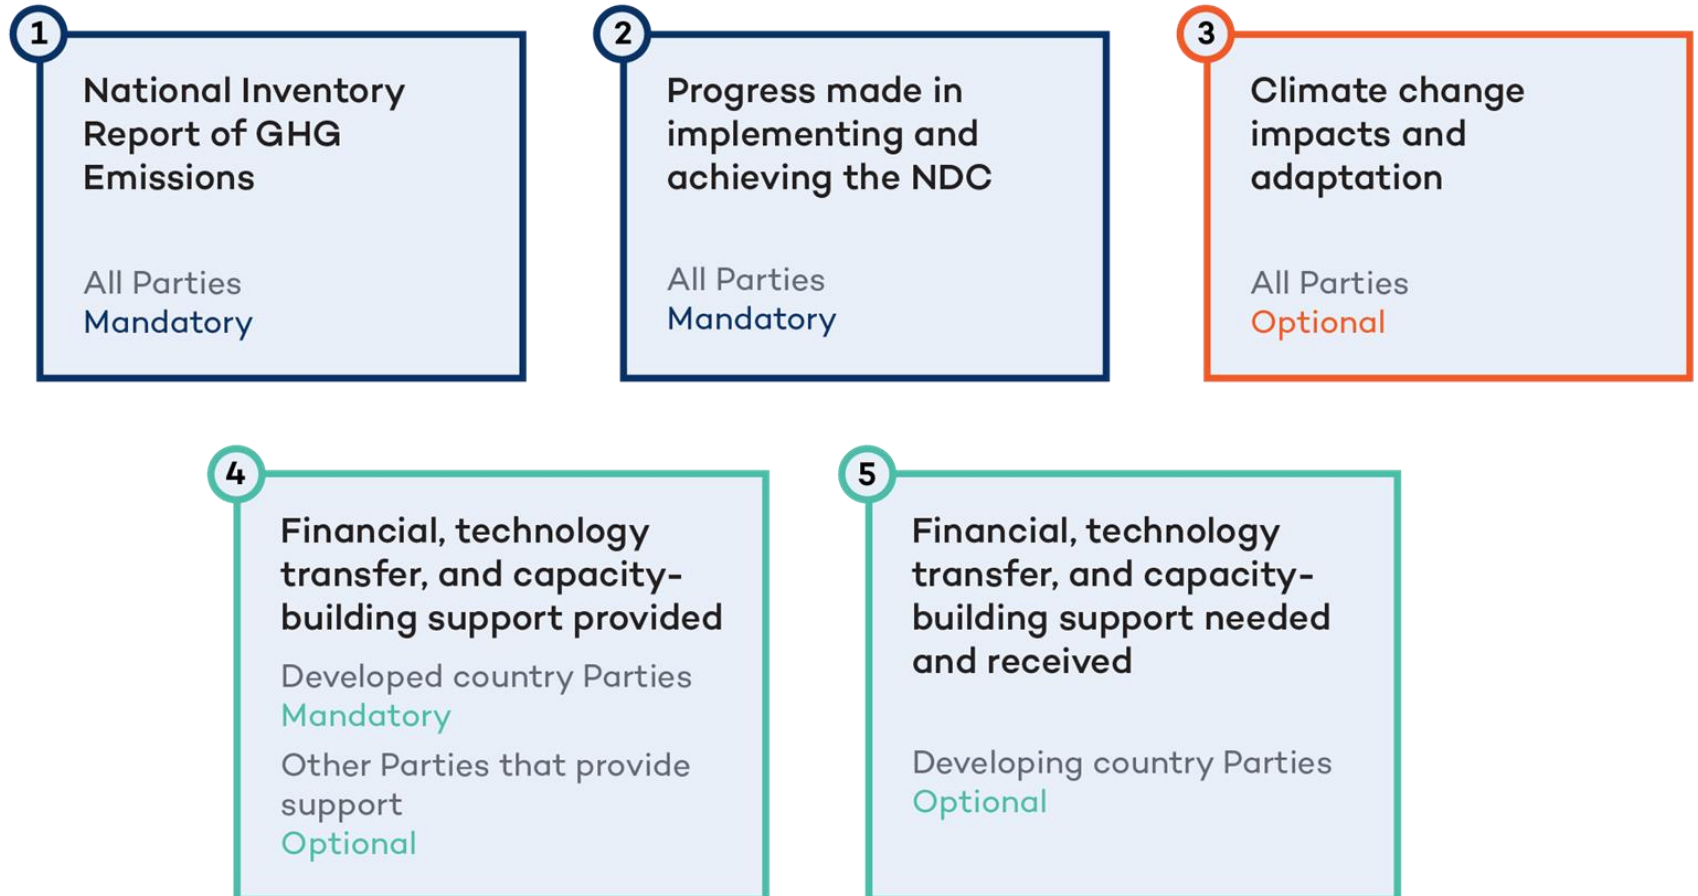 1
National Inventory
Report of GHG
Emissions
All Parties
Mandatory
2
Progress made in
implementing and
achieving the NDC
All Parties
Mandatory
3
Climate change
impacts and
adaptation
All Parties
Optional
4
Financial, technology
transfer, and capacity-
building support provided
Developed country Parties
Mandatory
Other Parties that provide
support
Optional
5
Financial, technology
transfer, and capacity-
building support needed
and received
Developing country Parties
Optional